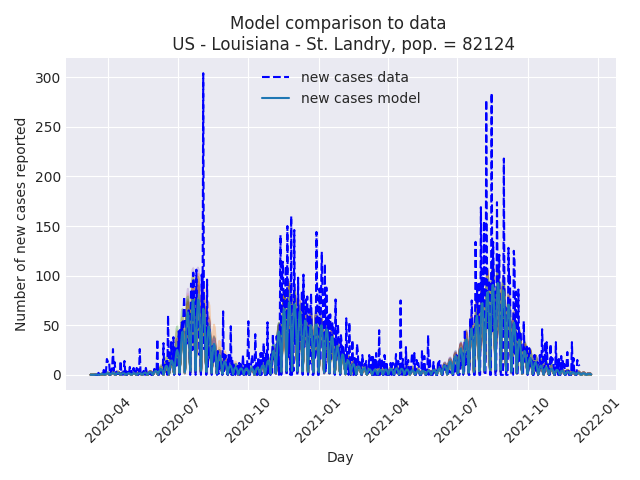 Model comparison to data
US - Louisiana - St. Landry, pop. = 82124
new cases data
new cases model
Number of new cases reported
300
250
200
150
100
50
0
2020-04
2020-07
2020-10
2021-01
2021-04
2021-07
2021-10
2022-01
Day